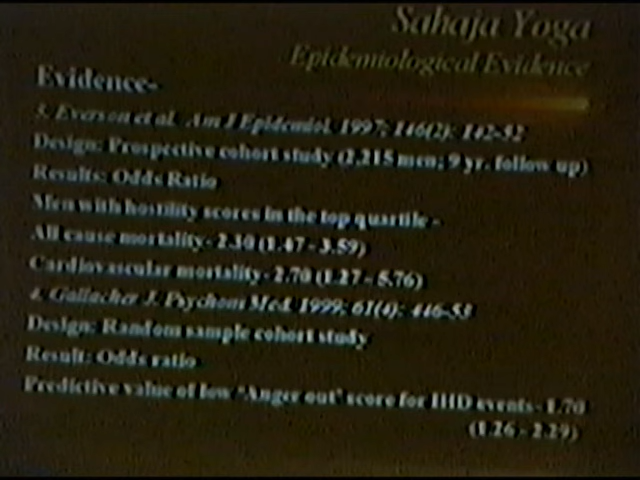 Sahaja Yoga
Epidemiological Evidence
Evidence-
3. Everson et al. Am J Epidemiol. 1997; 146(2): 142-52
Design: Prospective cohort study (2,215 men; 9 yr. follow up)
Results: Odds Ratio
Men with hostility scores in the top quartile -
All cause mortality- 2.30 (1.47 - 3.59)
Cardiovascular mortality- 2.70 (1.27 - 5.76)
4. Gallacher J. Psychom Med. 1999; 61(4): 446-53
Design: Random sample cohort study
Result: Odds ratio
Predictive value of low 'Anger out' score for IHD events- 1.70
(1.26 - 2.29)